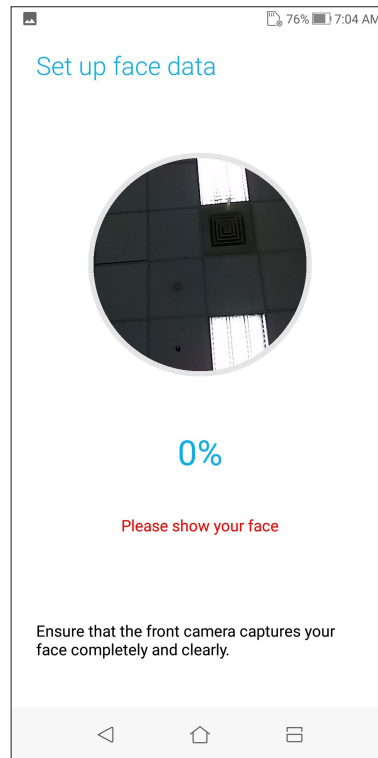 76% 7:04 AM
Set up face data
0%
Please show your face
Ensure that the front camera captures your
face completely and clearly.